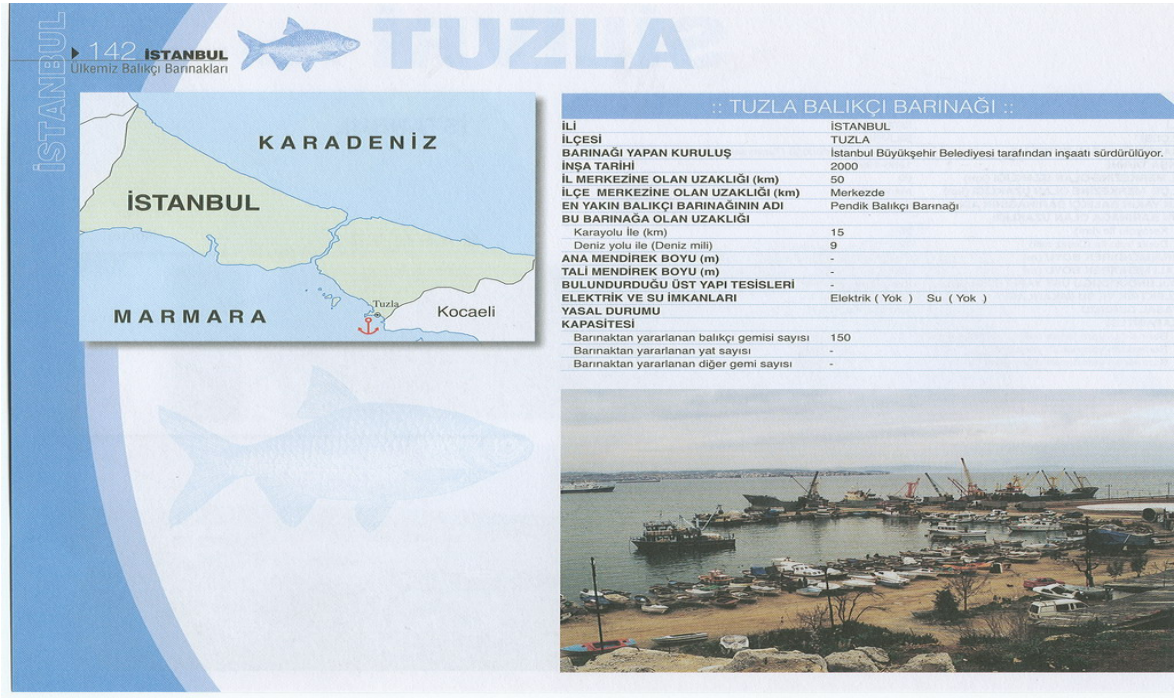 İSTANBUL
142 İSTANBUL
Ülkemiz Balıkçı Barınakları
TUZLA
KARADENİZ
İSTANBUL
MARMARA
Tuzla
Kocaeli
:: TUZLA BALIKÇI BARINAĞI ::
İLİ İSTANBUL
İLÇESİ TUZLA
BARINAĞI YAPAN KURULUŞ İstanbul Büyükşehir Belediyesi tarafından inşaatı sürdürülüyor.
İNŞA TARİHİ 2000
İL MERKEZİNE OLAN UZAKLIĞI (km) 50
İLÇE MERKEZİNE OLAN UZAKLIĞI (km) Merkezde
EN YAKIN BALIKÇI BARINAĞININ ADI Pendik Balıkçı Barınağı
BU BARINAĞA OLAN UZAKLIĞI
Karayolu İle (km) 15
Deniz yolu ile (Deniz mili) 9
ANA MENDİREK BOYU (m) -
TALİ MENDİREK BOYU (m) -
BULUNDURDUĞU ÜST YAPI TESİSLERİ -
ELEKTRİK VE SU İMKANLARI Elektrik ( Yok ) Su ( Yok )
YASAL DURUMU
KAPASİTESİ
Barınaktan yararlanan balıkçı gemisi sayısı 150
Barınaktan yararlanan yat sayısı -
Barınaktan yararlanan diğer gemi sayısı -